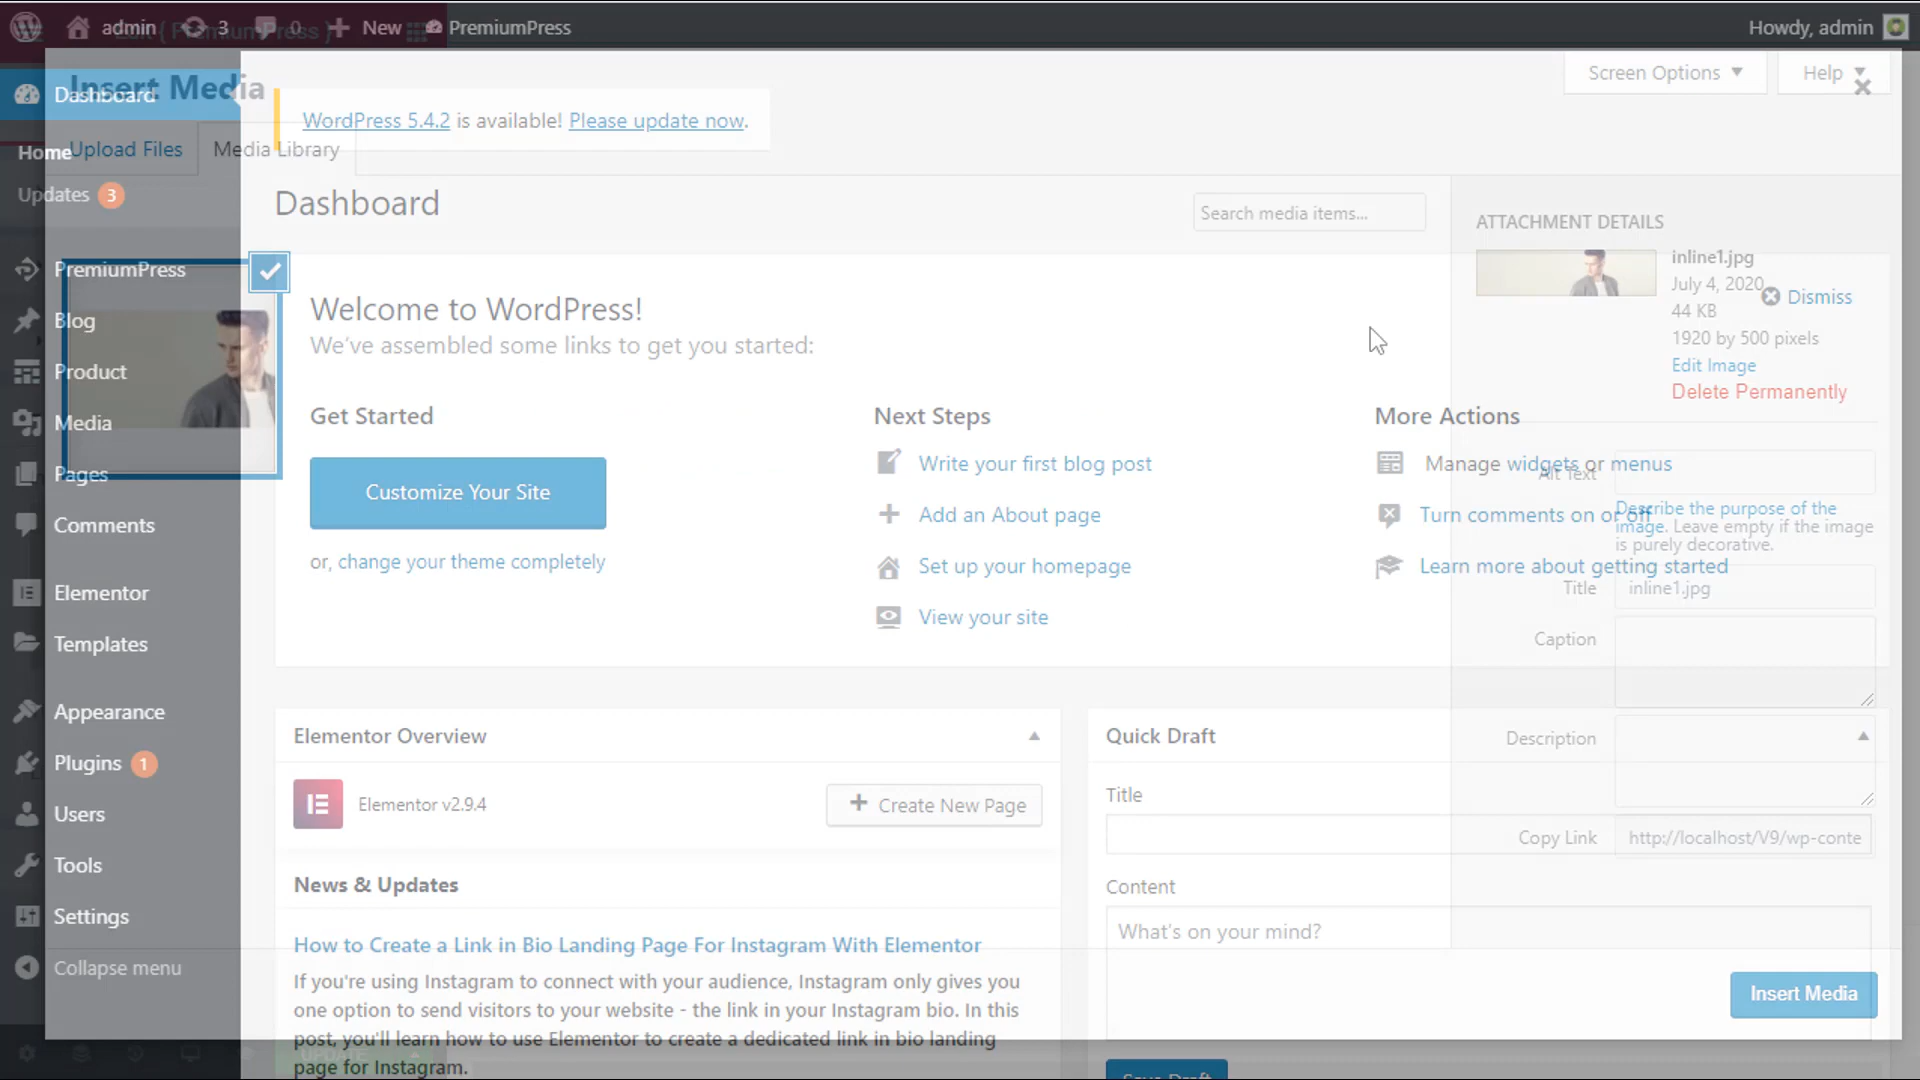 admin
3
0
New
PremiumPress
Edit { PremiumPress }
Howdy, admin
Insert Media
Dashboard
Screen Options
Help
WordPress 5.4.2 is available! Please update now.
Home
Upload Files
Media Library
Updates 3
Dashboard
Search media items...
ATTACHMENT DETAILS
inline1.jpg
July 4, 2020
44 KB
1920 by 500 pixels
Edit Image
Delete Permanently
Dismiss
PremiumPress
Blog
Product
Media
Pages
Comments
Elementor
Templates
Appearance
Plugins 1
Users
Tools
Settings
Collapse menu
Welcome to WordPress!
We've assembled some links to get you started:
Get Started
Customize Your Site
or, change your theme completely
Next Steps
Write your first blog post
Add an About page
Set up your homepage
View your site
More Actions
Manage widgets or menus
Turn comments on or off
Learn more about getting started
Alt Text
Describe the purpose of the
image. Leave empty if the image
is purely decorative.
Title
inline1.jpg
Caption
Description
Copy Link
http://localhost/V9/wp-conte
Elementor Overview
Elementor v2.9.4
Create New Page
News & Updates
How to Create a Link in Bio Landing Page For Instagram With Elementor
If you're using Instagram to connect with your audience, Instagram only gives you
one option to send visitors to your website - the link in your Instagram bio. In this
post, you'll learn how to use Elementor to create a dedicated link in bio landing
page for Instagram.
UPDATE
Quick Draft
Title
Content
What's on your mind?
Save Draft
Insert Media